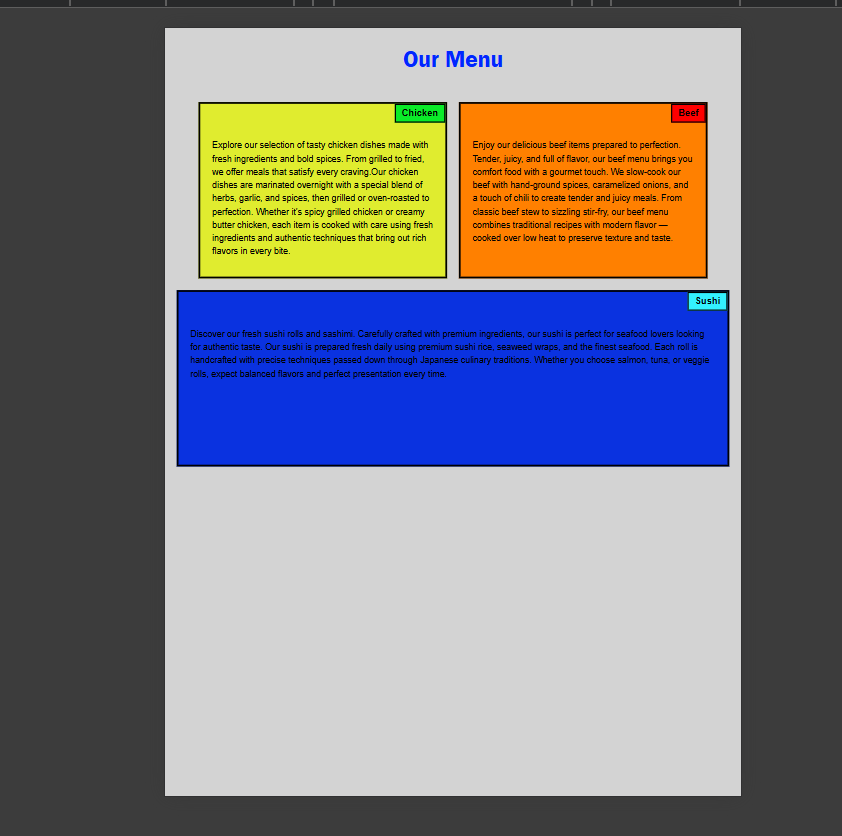 Our Menu
Chicken
Explore our selection of tasty chicken dishes made with
fresh ingredients and bold spices. From grilled to fried,
we offer meals that satisfy every craving.Our chicken
dishes are marinated overnight with a special blend of
herbs, garlic, and spices, then grilled or oven-roasted to
perfection. Whether it's spicy grilled chicken or creamy
butter chicken, each item is cooked with care using fresh
ingredients and authentic techniques that bring out rich
flavors in every bite.
Beef
Enjoy our delicious beef items prepared to perfection.
Tender, juicy, and full of flavor, our beef menu brings you
comfort food with a gourmet touch. We slow-cook our
beef with hand-ground spices, caramelized onions, and
a touch of chili to create tender and juicy meals. From
classic beef stew to sizzling stir-fry, our beef menu
combines traditional recipes with modern flavor —
cooked over low heat to preserve texture and taste.
Sushi
Discover our fresh sushi rolls and sashimi. Carefully crafted with premium ingredients, our sushi is perfect for seafood lovers looking
for authentic taste. Our sushi is prepared fresh daily using premium sushi rice, seaweed wraps, and the finest seafood. Each roll is
handcrafted with precise techniques passed down through Japanese culinary traditions. Whether you choose salmon, tuna, or veggie
rolls, expect balanced flavors and perfect presentation every time.